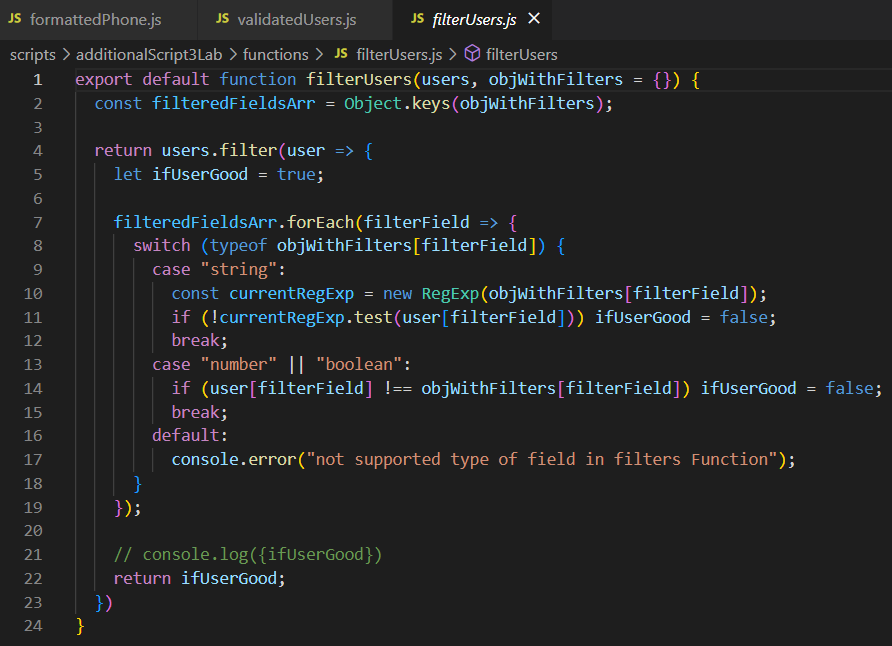 JS formattedPhone.js JS validatedUsers.js JS filterUsers.js ×
scripts > additionalScript3Lab > functions > JS filterUsers.js > filterUsers
1 export default function filterUsers(users, objWithFilters = {}) {
2   const filteredFieldsArr = Object.keys(objWithFilters);
3
4   return users.filter(user => {
5     let ifUserGood = true;
6
7     filteredFieldsArr.forEach(filterField => {
8       switch (typeof objWithFilters[filterField]) {
9         case "string":
10           const currentRegExp = new RegExp(objWithFilters[filterField]);
11           if (!currentRegExp.test(user[filterField])) ifUserGood = false;
12           break;
13         case "number" || "boolean":
14           if (user[filterField] !== objWithFilters[filterField]) ifUserGood = false;
15           break;
16         default:
17           console.error("not supported type of field in filters Function");
18       }
19     });
20
21     // console.log({ifUserGood})
22     return ifUserGood;
23   })
24 }